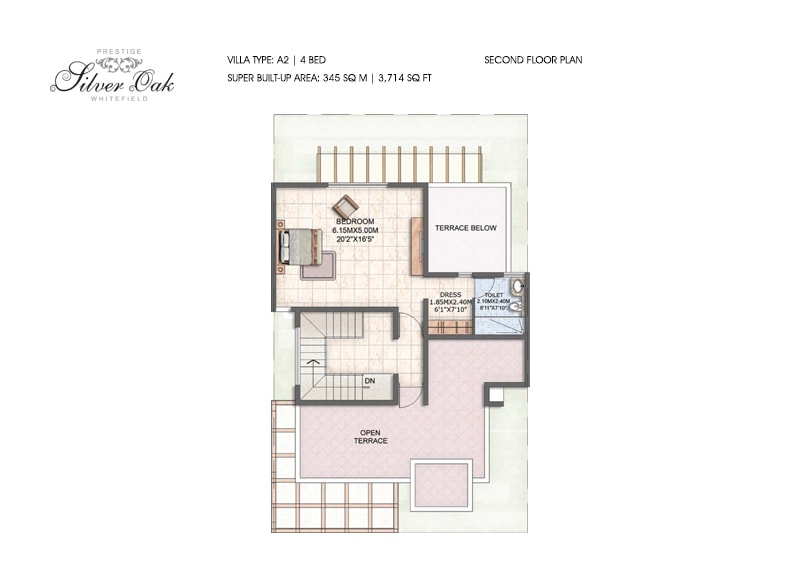 PRESTIGE
Silver Oak
WHITEFIELD
VILLA TYPE: A2 | 4 BED
SUPER BUILT-UP AREA: 345 SQ M | 3,714 SQ FT
SECOND FLOOR PLAN
BEDROOM
6.15MX5.00M
20'2"X16'5"
TERRACE BELOW
DRESS
1.85MX2.40M
6'1"X7'10"
TOILET
2.10MX2.40M
6'11"X7'10"
DN
OPEN
TERRACE